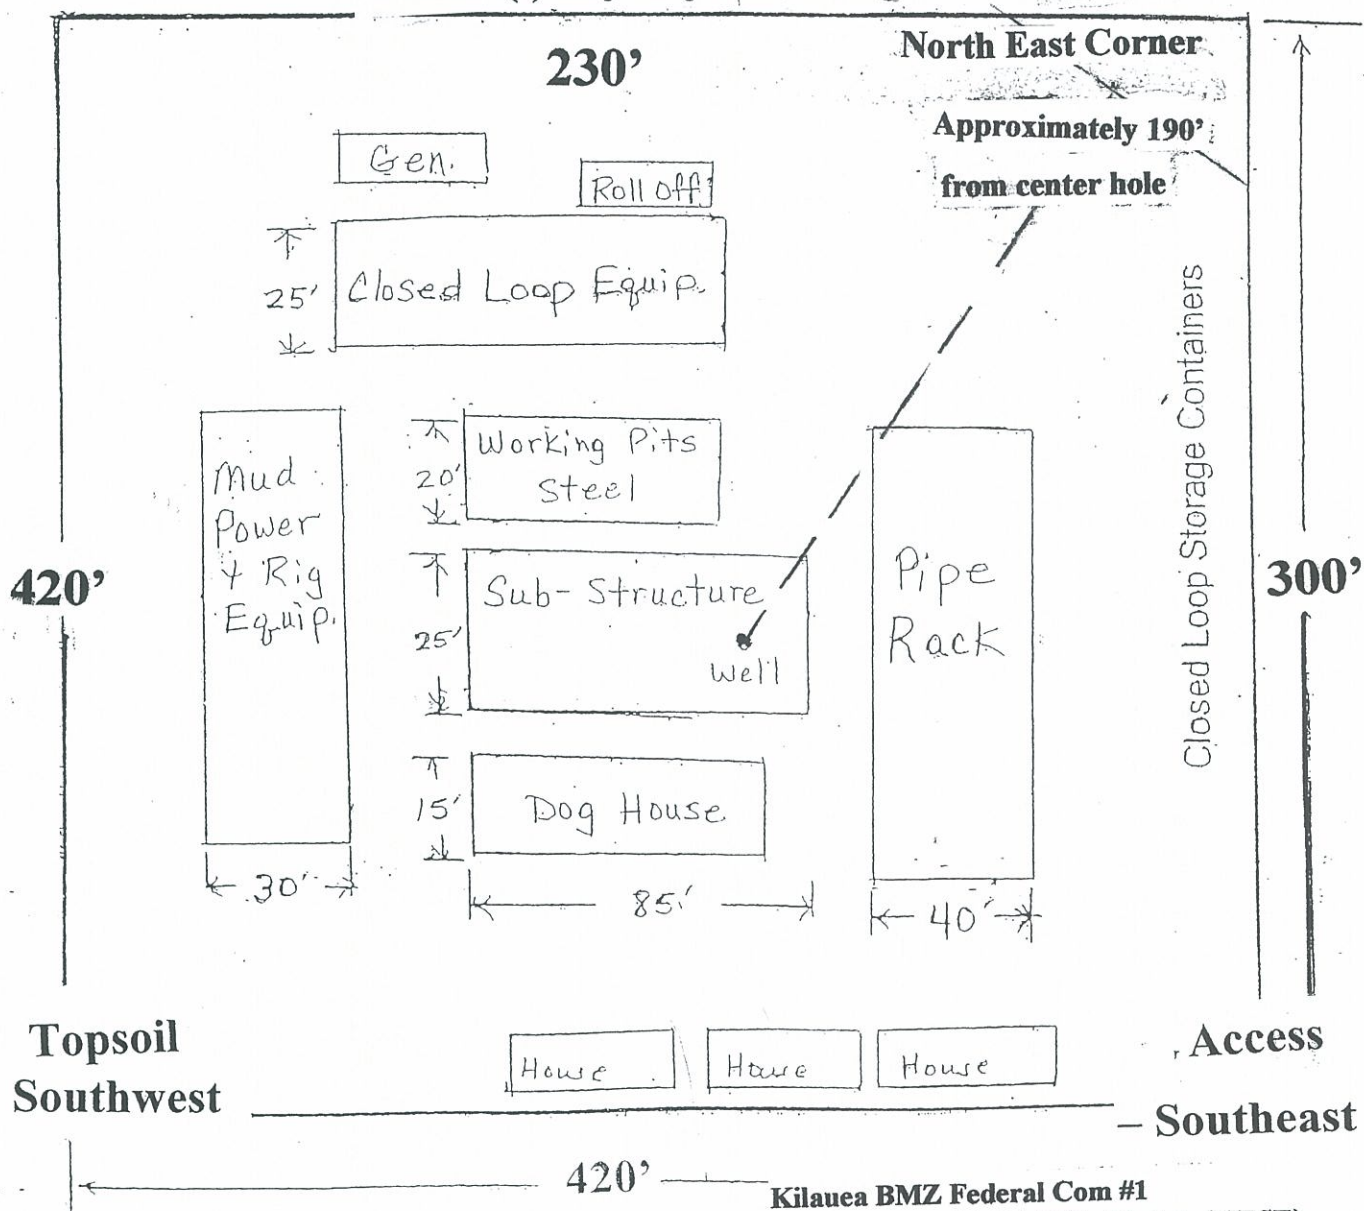 North East Corner
230'
Approximately 190'
from center hole
Gen.
Roll off
25'
Closed Loop Equip.
Closed Loop Storage Containers
Mud
Power
+ Rig
Equip.
20'
Working Pits
Steel
420'
25'
Sub-Structure
Well
Pipe
Rack
300'
15'
Dog House
30'
85'
40'
Topsoil
Southwest
House
House
House
Access
– Southeast
420'
Kilauea BMZ Federal Com #1